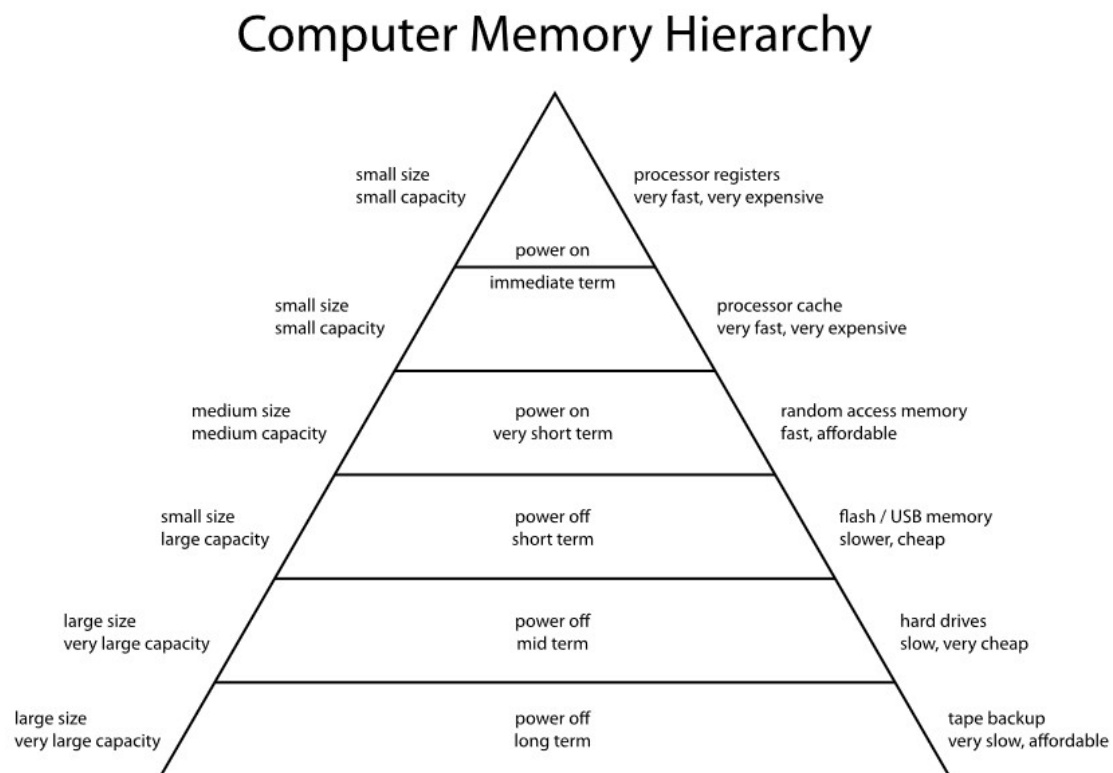 Computer Memory Hierarchy
small size
small capacity
processor registers
very fast, very expensive
power on
immediate term
small size
small capacity
processor cache
very fast, very expensive
medium size
medium capacity
power on
very short term
random access memory
fast, affordable
small size
large capacity
power off
short term
flash / USB memory
slower, cheap
large size
very large capacity
power off
mid term
hard drives
slow, very cheap
large size
very large capacity
power off
long term
tape backup
very slow, affordable